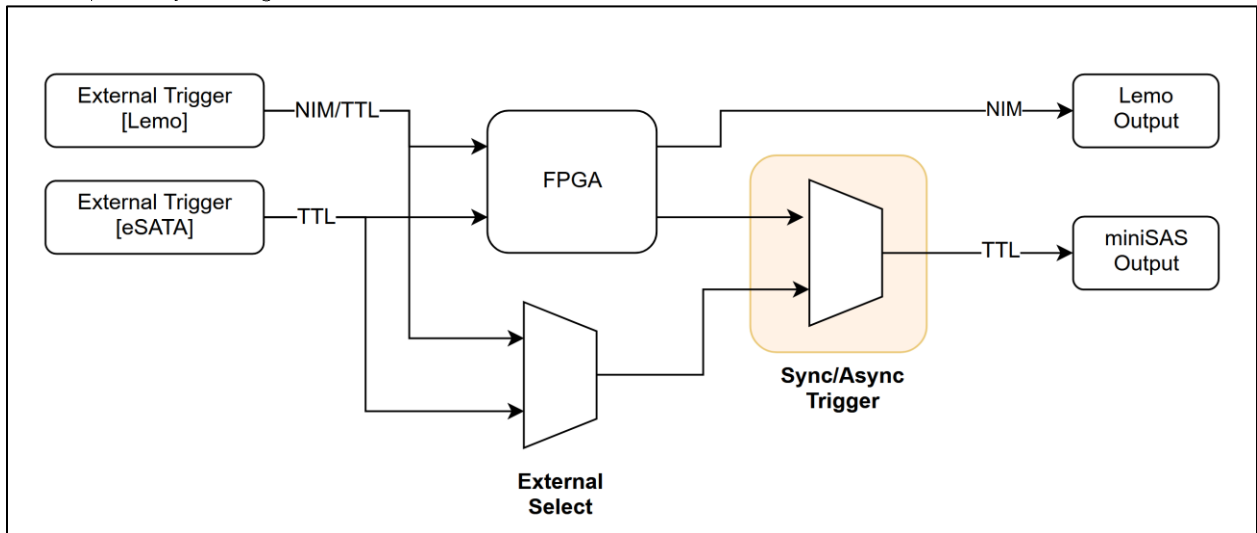 External Trigger
[Lemo]
NIM/TTL
External Trigger
[eSATA]
TTL
FPGA
NIM
Lemo
Output
TTL
miniSAS
Output
Sync/Async
Trigger
External
Select